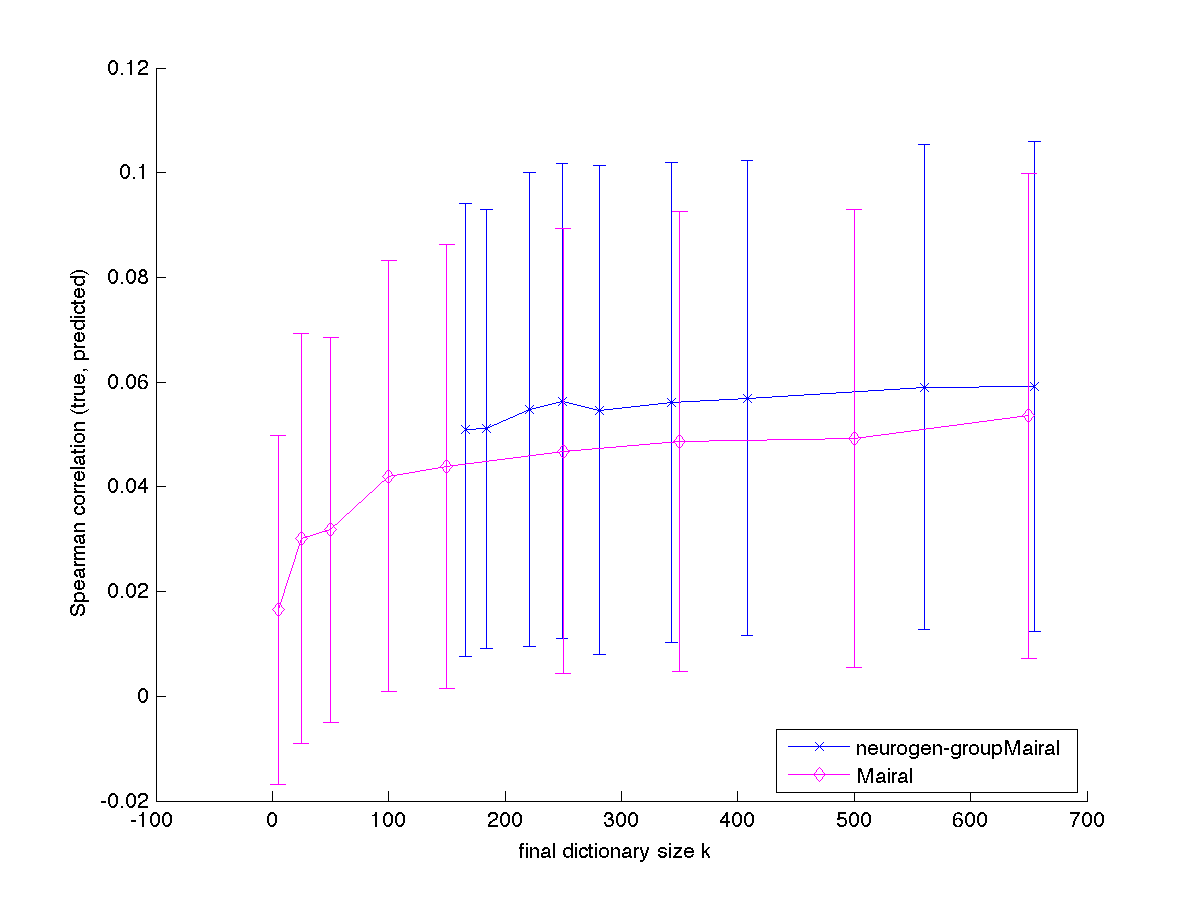 0.12
0.1
0.08
0.06
0.04
0.02
0
-0.02
Spearman correlation (true, predicted)
-100 0 100 200 300 400 500 600 700
final dictionary size k
neurogen-groupMairal
Mairal